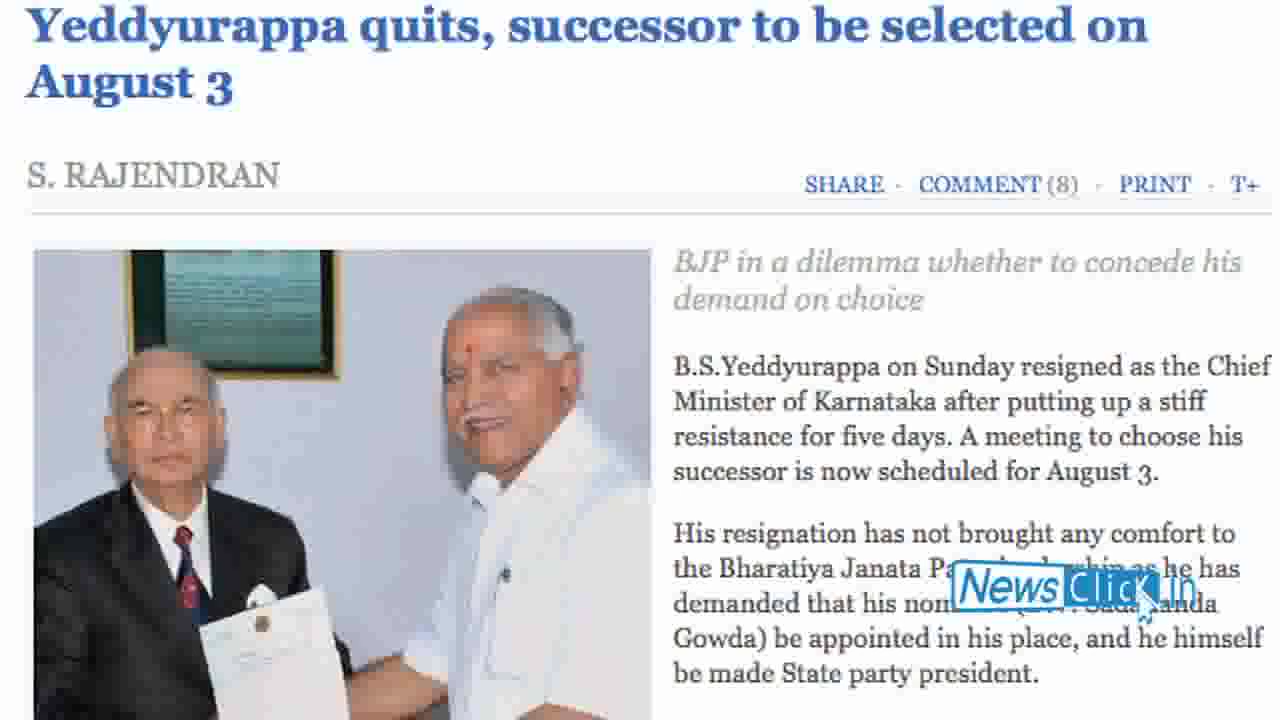 Yeddyurappa quits, successor to be selected on
August 3
S. RAJENDRAN
SHARE · COMMENT (8) · PRINT · T+
BJP in a dilemma whether to concede his
demand on choice
B.S.Yeddyurappa on Sunday resigned as the Chief
Minister of Karnataka after putting up a stiff
resistance for five days. A meeting to choose his
successor is now scheduled for August 3.
His resignation has not brought any comfort to
the Bharatiya Janata as he has
demanded that his
Gowda) be appointed in his place, and he himself
be made State party president.
NewsClick.in